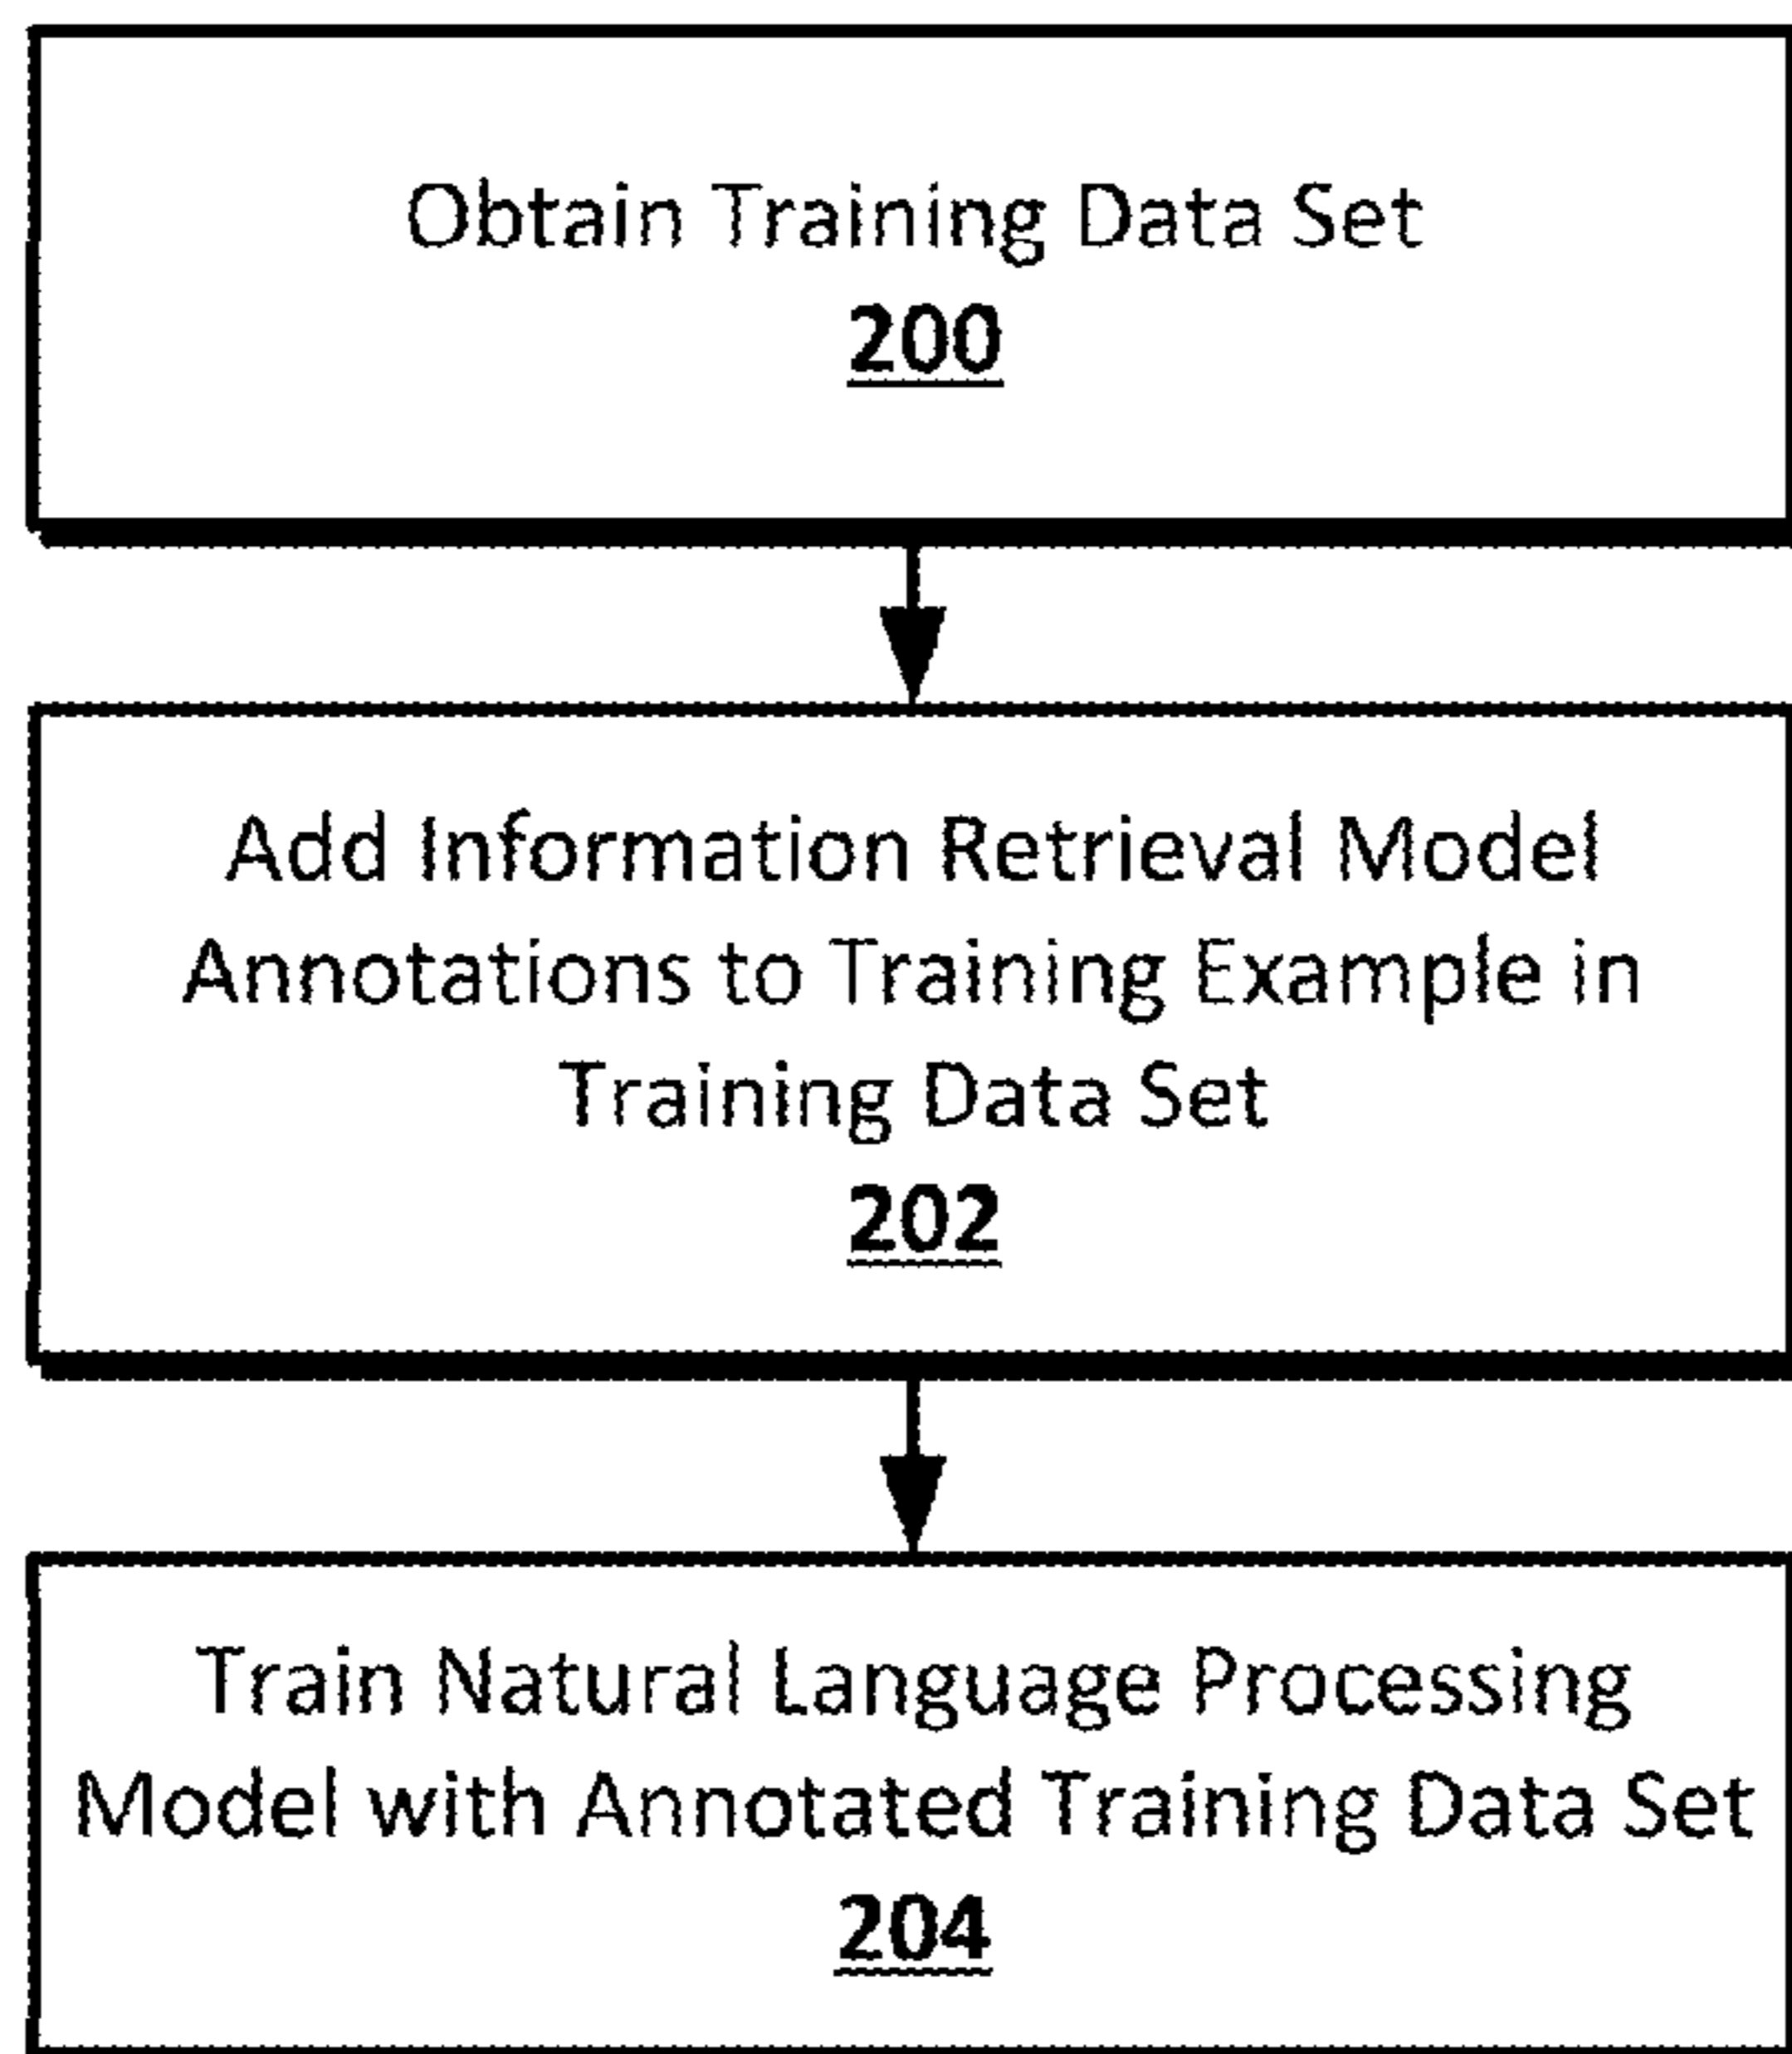 Obtain Training Data Set
200
Add Information Retrieval Model
Annotations to Training Example in
Training Data Set
202
Train Natural Language Processing
Model with Annotated Training Data Set
204